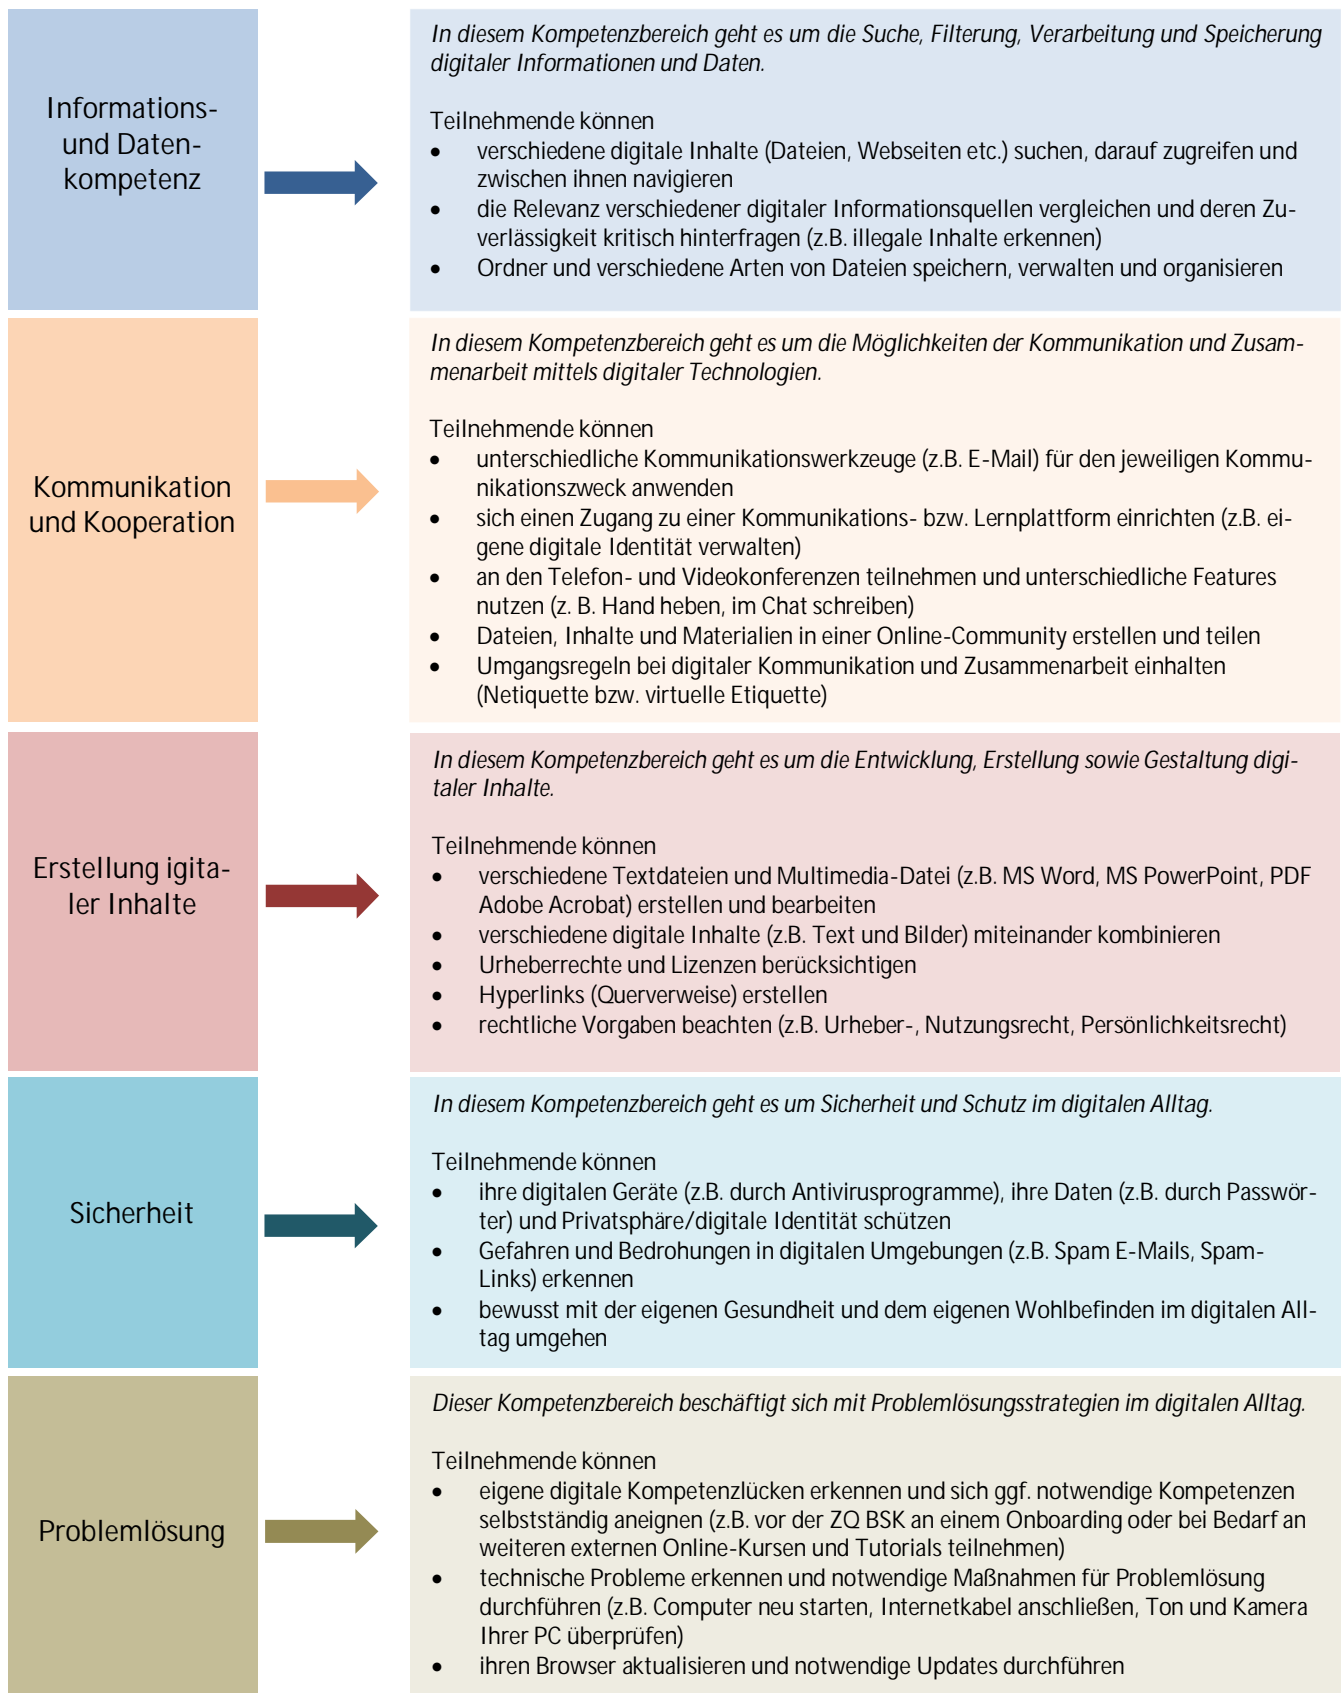 Informations-
und Daten-
kompetenz
In diesem Kompetenzbereich geht es um die Suche, Filterung, Verarbeitung und Speicherung
digitaler Informationen und Daten.
Teilnehmende können
• verschiedene digitale Inhalte (Dateien, Webseiten etc.) suchen, darauf zugreifen und
zwischen ihnen navigieren
• die Relevanz verschiedener digitaler Informationsquellen vergleichen und deren Zu-
verlässigkeit kritisch hinterfragen (z.B. illegale Inhalte erkennen)
• Ordner und verschiedene Arten von Dateien speichern, verwalten und organisieren
Kommunikation
und Kooperation
In diesem Kompetenzbereich geht es um die Möglichkeiten der Kommunikation und Zusam-
menarbeit mittels digitaler Technologien.
Teilnehmende können
• unterschiedliche Kommunikationswerkzeuge (z.B. E-Mail) für den jeweiligen Kommu-
nikationszweck anwenden
• sich einen Zugang zu einer Kommunikations- bzw. Lernplattform einrichten (z.B. ei-
gene digitale Identität verwalten)
• an den Telefon- und Videokonferenzen teilnehmen und unterschiedliche Features
nutzen (z. B. Hand heben, im Chat schreiben)
• Dateien, Inhalte und Materialien in einer Online-Community erstellen und teilen
• Umgangsregeln bei digitaler Kommunikation und Zusammenarbeit einhalten
(Netiquette bzw. virtuelle Etiquette)
Erstellung igita-
ler Inhalte
In diesem Kompetenzbereich geht es um die Entwicklung, Erstellung sowie Gestaltung digi-
taler Inhalte.
Teilnehmende können
• verschiedene Textdateien und Multimedia-Datei (z.B. MS Word, MS PowerPoint, PDF
Adobe Acrobat) erstellen und bearbeiten
• verschiedene digitale Inhalte (z.B. Text und Bilder) miteinander kombinieren
• Urheberrechte und Lizenzen berücksichtigen
• Hyperlinks (Querverweise) erstellen
• rechtliche Vorgaben beachten (z.B. Urheber-, Nutzungsrecht, Persönlichkeitsrecht)
Sicherheit
In diesem Kompetenzbereich geht es um Sicherheit und Schutz im digitalen Alltag.
Teilnehmende können
• ihre digitalen Geräte (z.B. durch Antivirusprogramme), ihre Daten (z.B. durch Passwör-
ter) und Privatsphäre/digitale Identität schützen
• Gefahren und Bedrohungen in digitalen Umgebungen (z.B. Spam E-Mails, Spam-
Links) erkennen
• bewusst mit der eigenen Gesundheit und dem eigenen Wohlbefinden im digitalen All-
tag umgehen
Problemlösung
Dieser Kompetenzbereich beschäftigt sich mit Problemlösungsstrategien im digitalen Alltag.
Teilnehmende können
• eigene digitale Kompetenzlücken erkennen und sich ggf. notwendige Kompetenzen
selbstständig aneignen (z.B. vor der ZQ BSK an einem Onboarding oder bei Bedarf an
weiteren externen Online-Kursen und Tutorials teilnehmen)
• technische Probleme erkennen und notwendige Maßnahmen für Problemlösung
durchführen (z.B. Computer neu starten, Internetkabel anschließen, Ton und Kamera
Ihrer PC überprüfen)
• ihren Browser aktualisieren und notwendige Updates durchführen